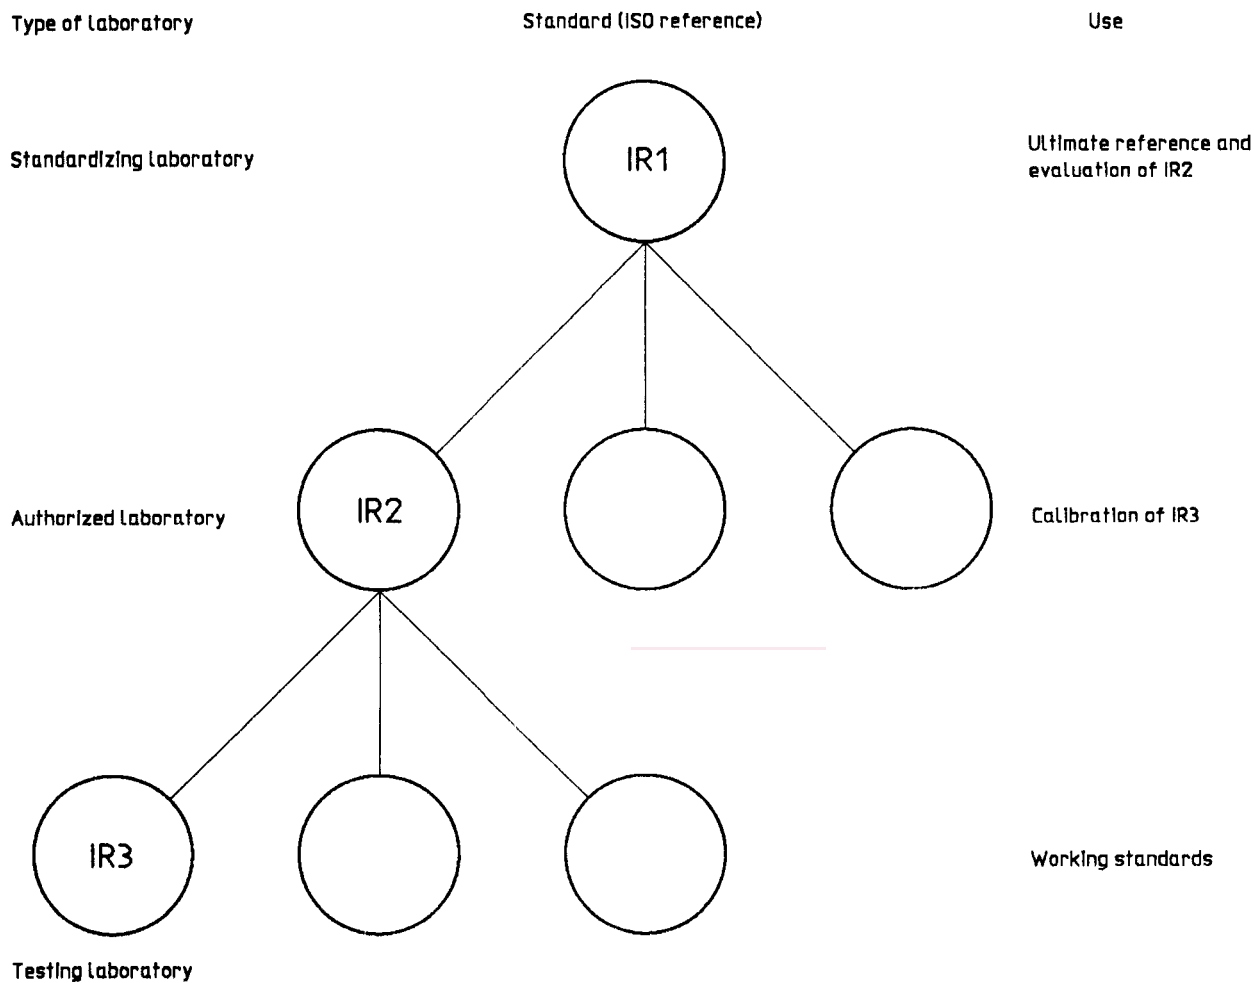 Type of laboratory
Standard (ISO reference)
Use
Standardizing laboratory
IR1
Ultimate reference and
evaluation of IR2
Authorized laboratory
IR2
Calibration of IR3
IR3
Working standards
Testing laboratory